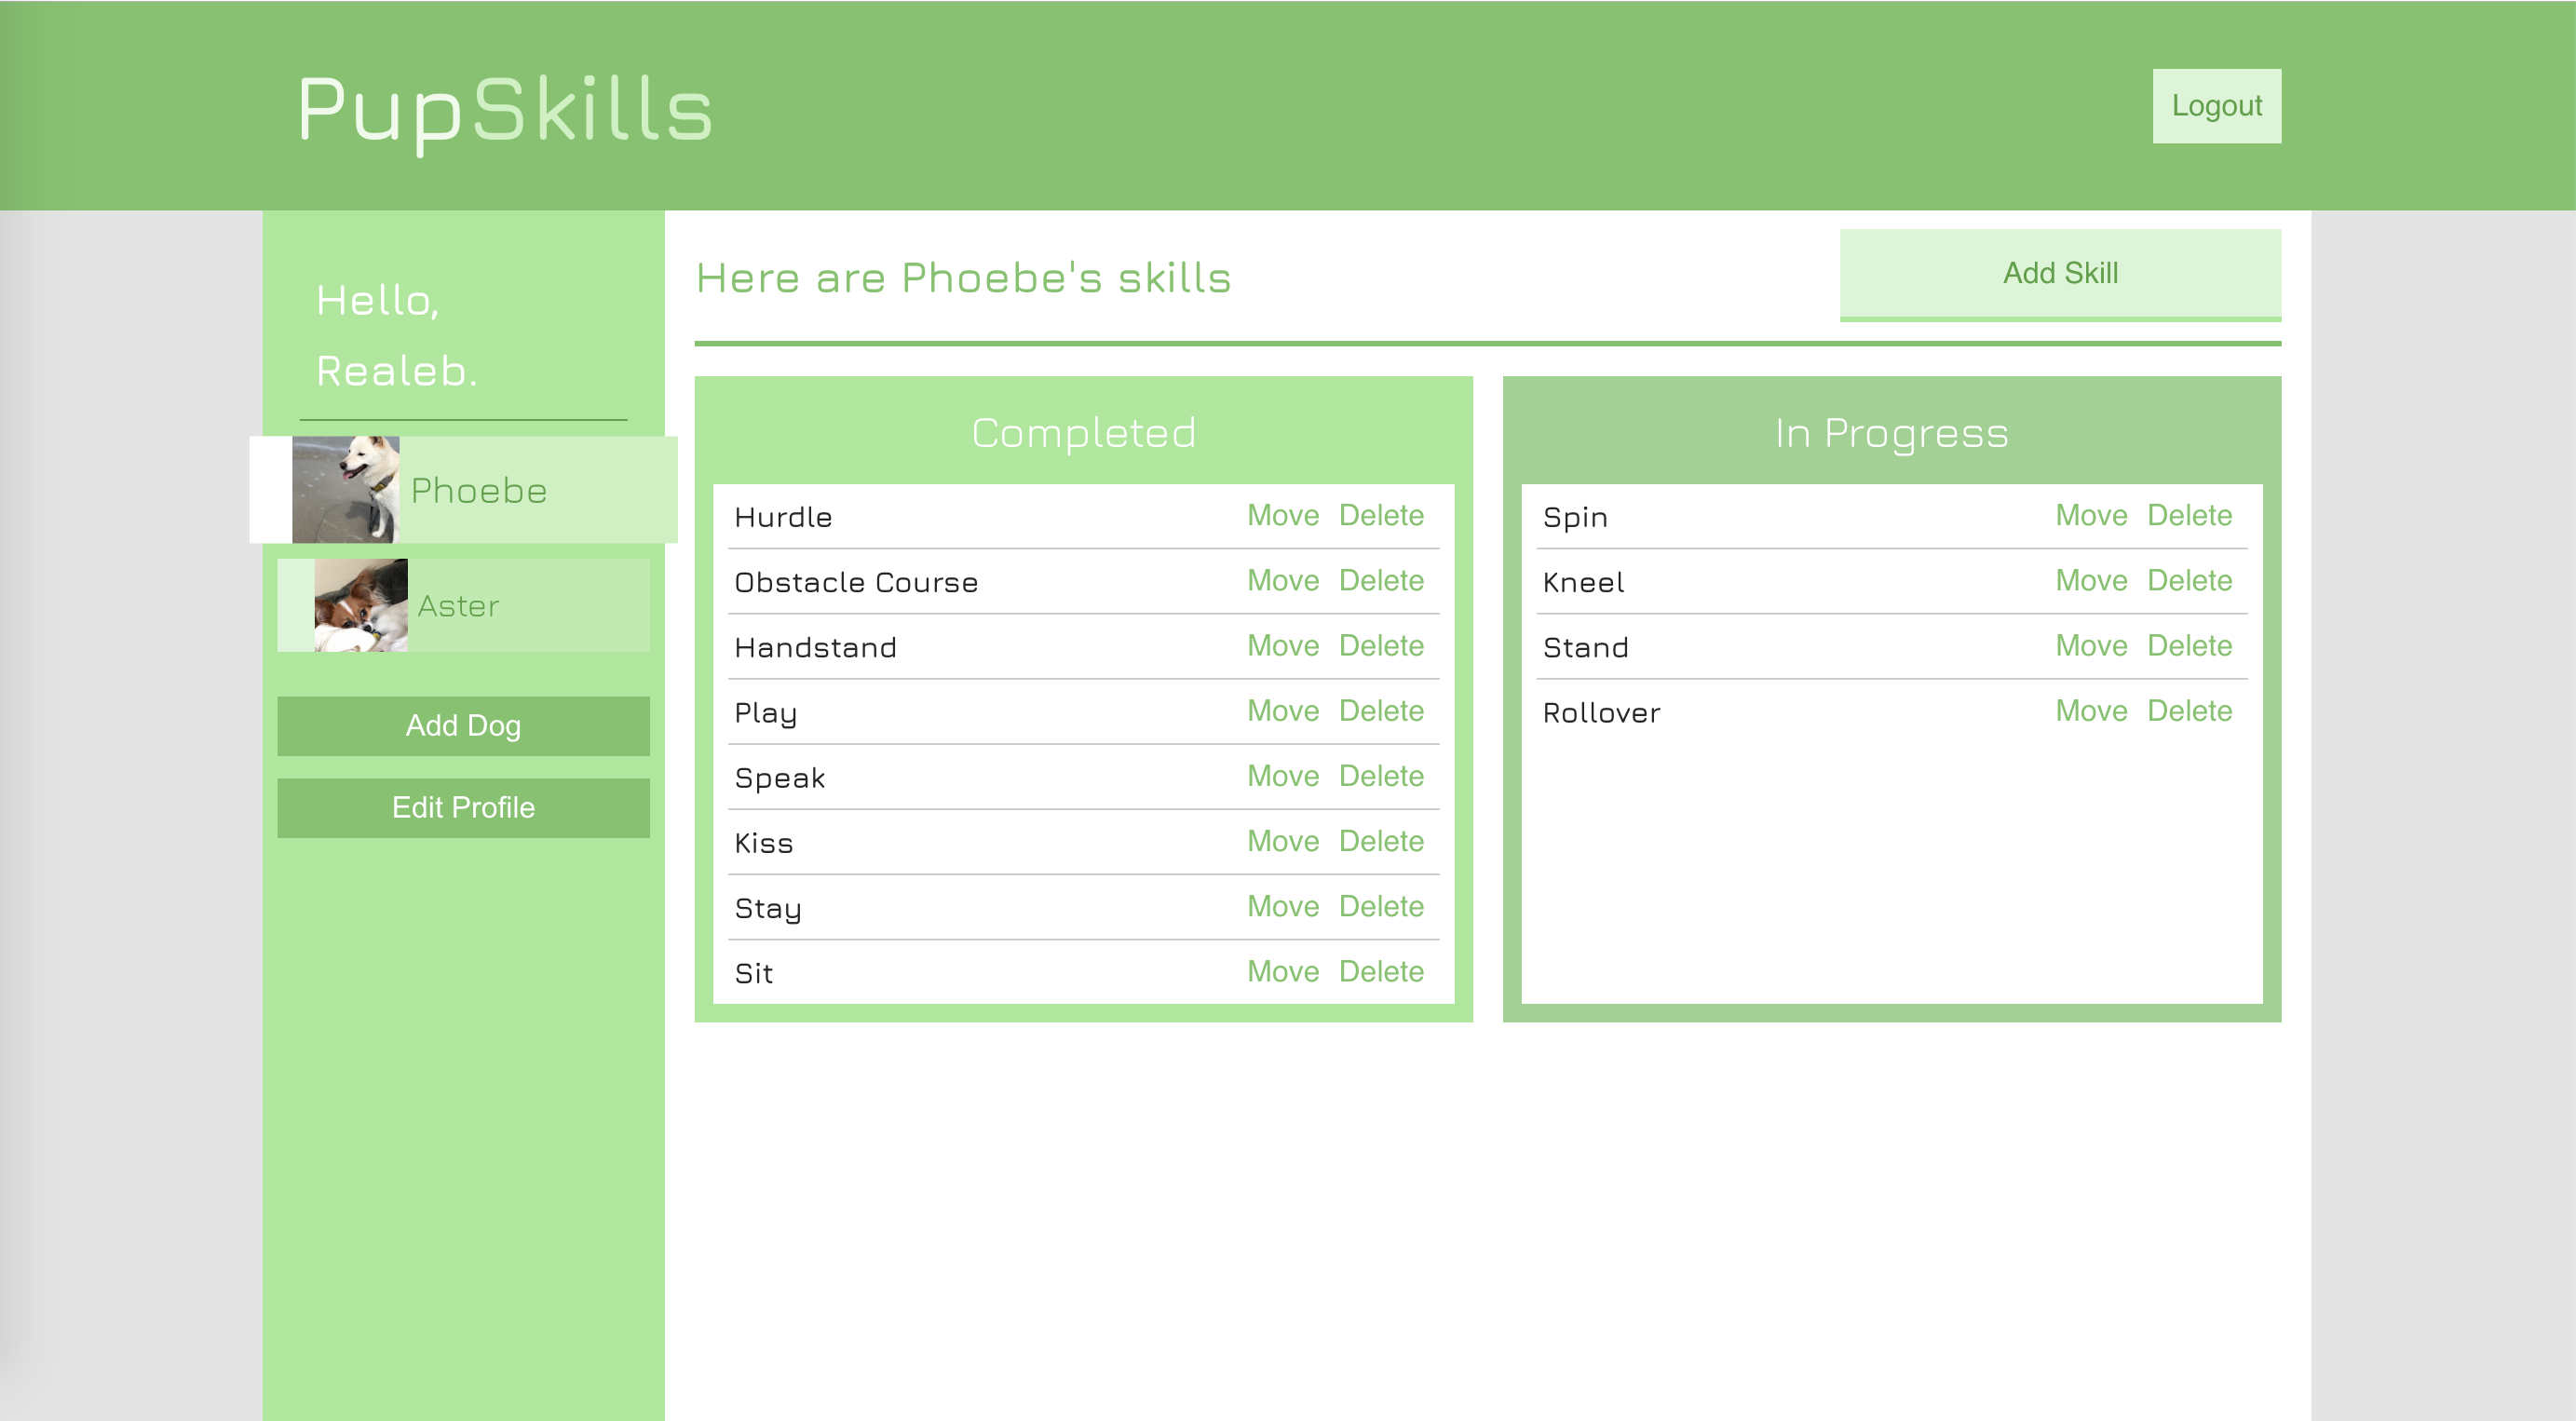 PupSkills
Logout
Hello,
Realeb.
Phoebe
Aster
Add Dog
Edit Profile
Here are Phoebe's skills
Add Skill
Completed
Hurdle Move Delete
Obstacle Course Move Delete
Handstand Move Delete
Play Move Delete
Speak Move Delete
Kiss Move Delete
Stay Move Delete
Sit Move Delete
In Progress
Spin Move Delete
Kneel Move Delete
Stand Move Delete
Rollover Move Delete